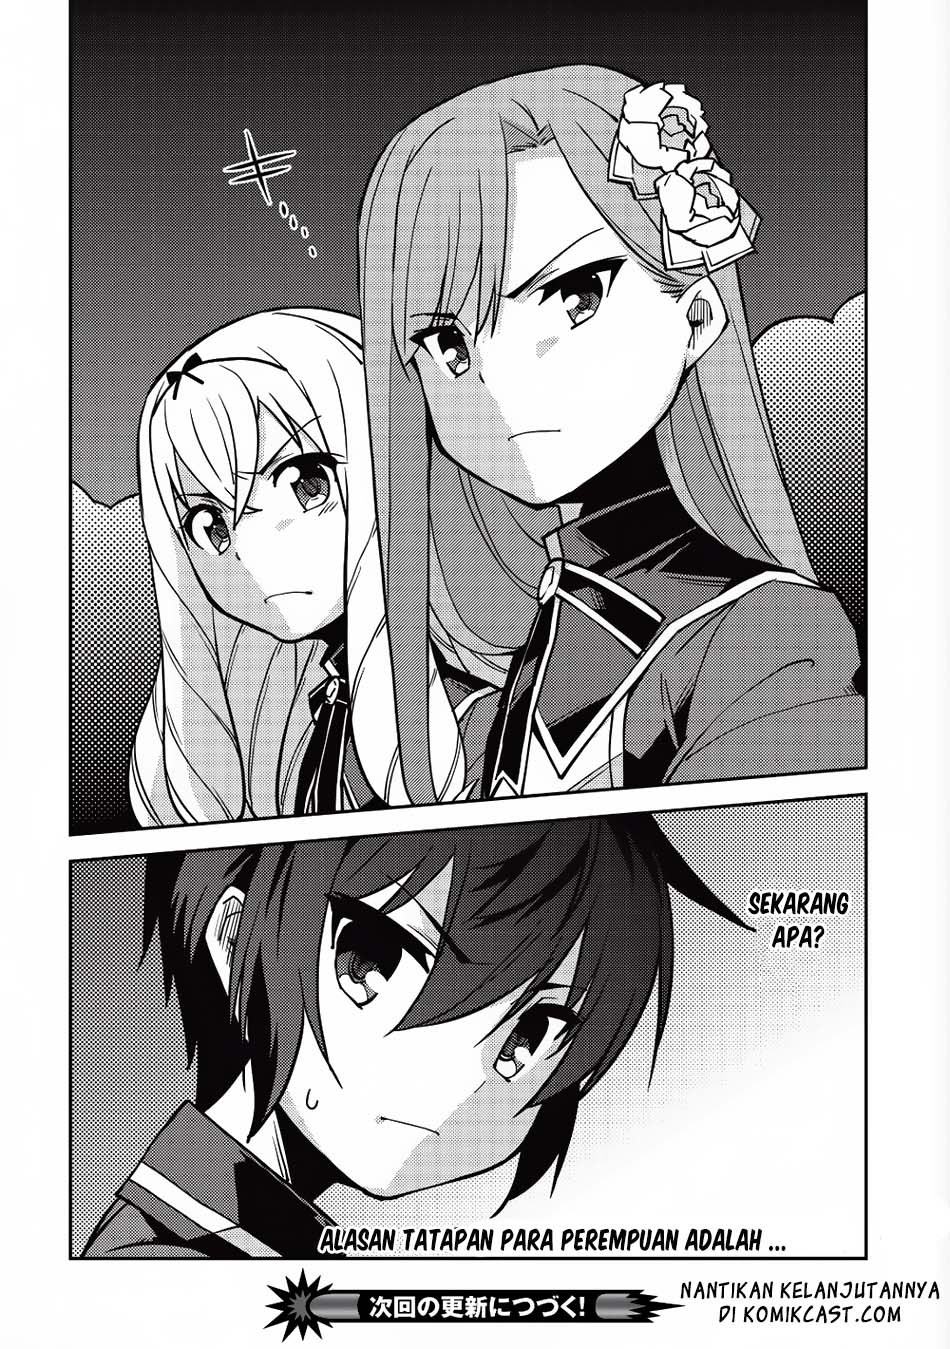 キ……
SEKARANG
APA?
ALASAN TATAPAN PARA PEREMPUAN ADALAH ...
次回の更新につづく!
NANTIKAN KELANJUTANNYA
DI KOMIKCAST.COM